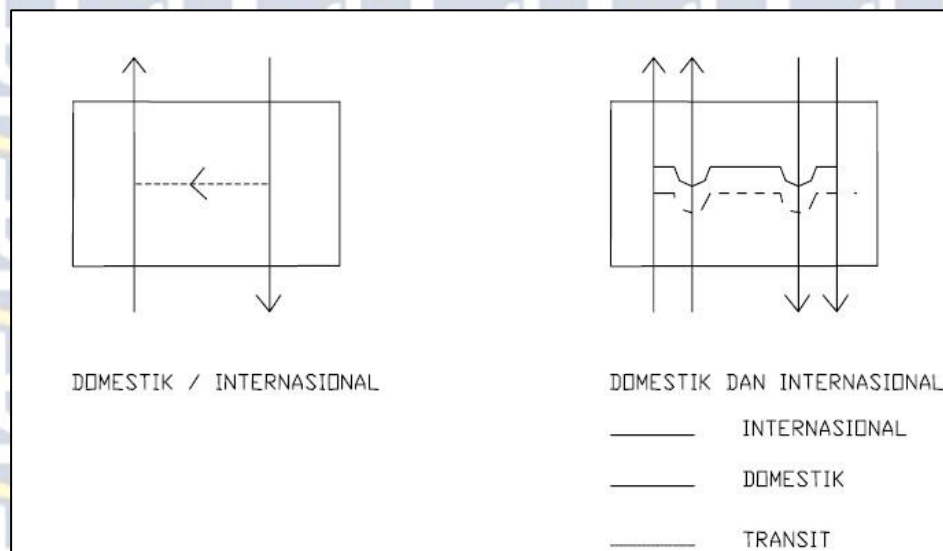 DOMESTIK / INTERNASIONAL
DOMESTIK DAN INTERNASIONAL
INTERNASIONAL
DOMESTIK
TRANSIT